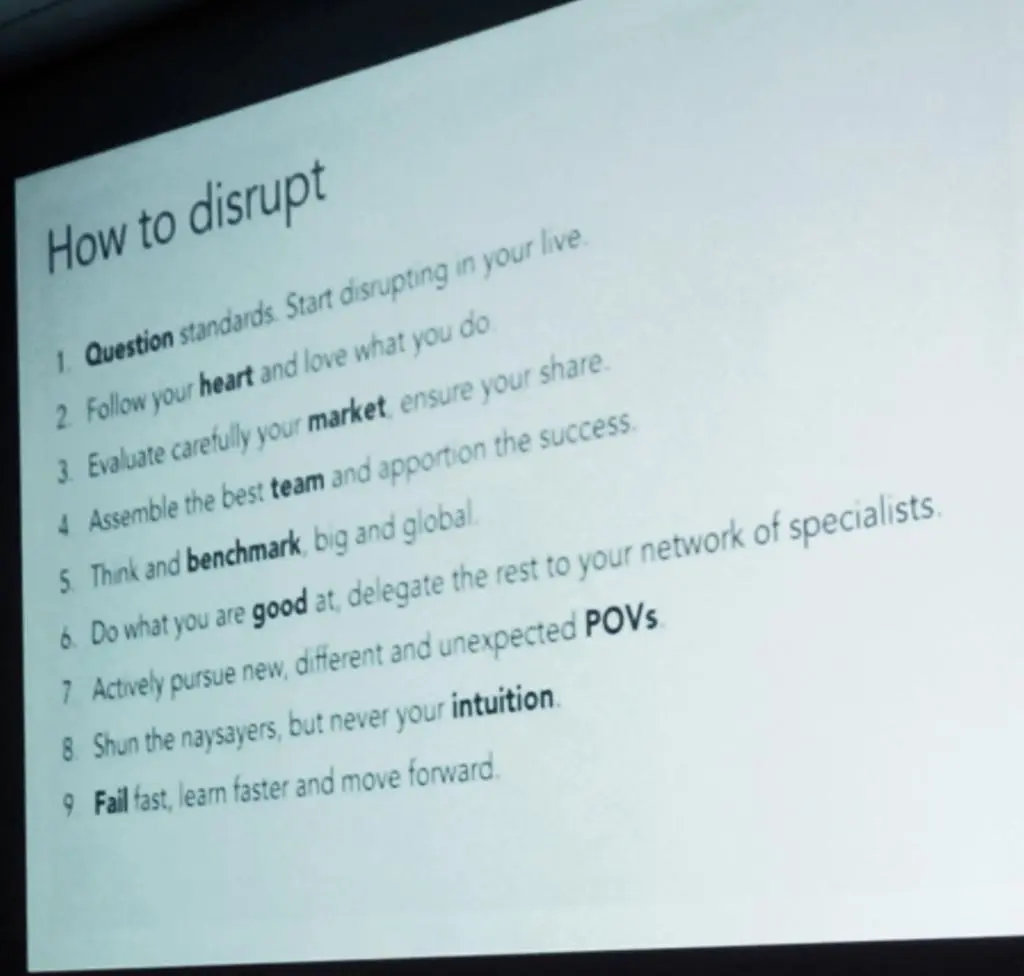 How to disrupt
1. Question standards. Start disrupting in your live.
2. Follow your heart and love what you do
3. Evaluate carefully your market, ensure your share.
4 Assemble the best team and apportion the success.
5. Think and benchmark, big and global.
6. Do what you are good at, delegate the rest to your network of specialists.
7 Actively pursue new, different and unexpected POVs.
8. Shun the naysayers, but never your intuition.
9 Fail fast, learn faster and move forward.